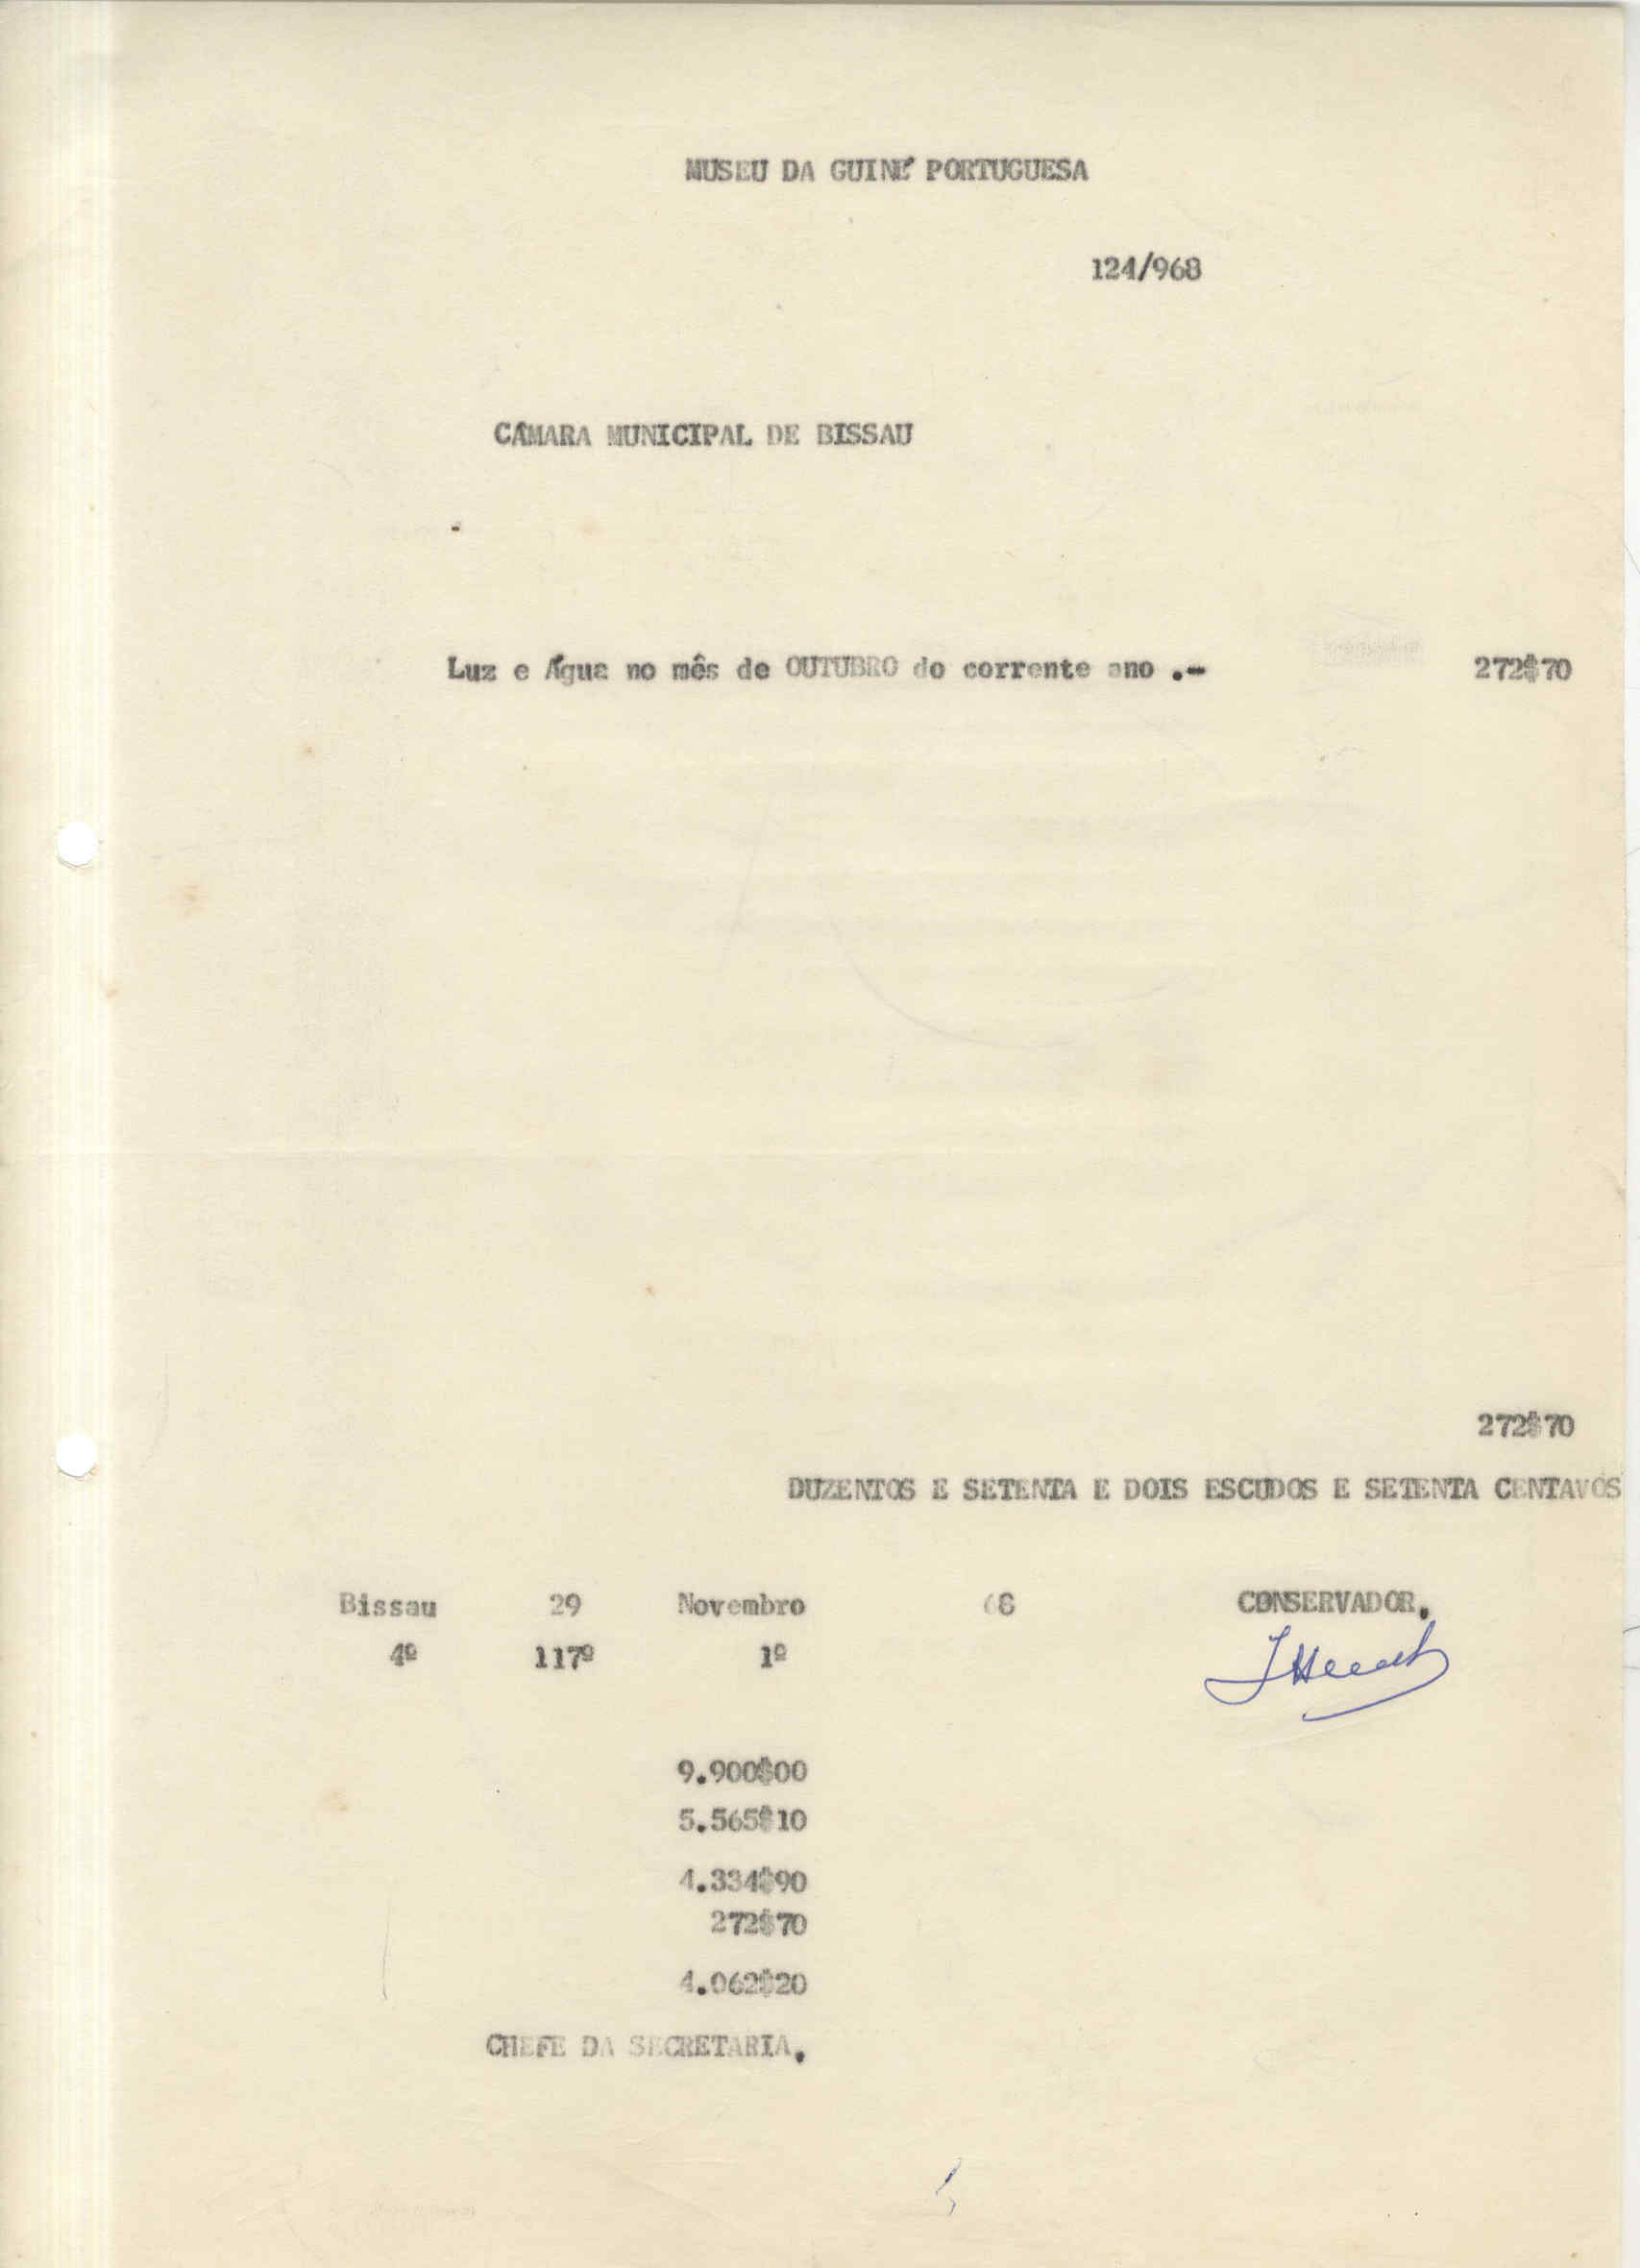 MUSEU DA GUINÉ PORTUGUESA
124/968
CÂMARA MUNICIPAL DE BISSAU
-
Luz e Água no mês de OUTUBRO do corrente ano .- 272$70
272$70
DUZENTOS E SETENTA E DOIS ESCUDOS E SETENTA CENTAVOS
Bissau 29 Novembro 68 CONSERVADOR.
4º 117º 1º
9.900$00
5.565$10
4.334$90
272$70
4.062$20
CHEFE DA SECRETARIA.